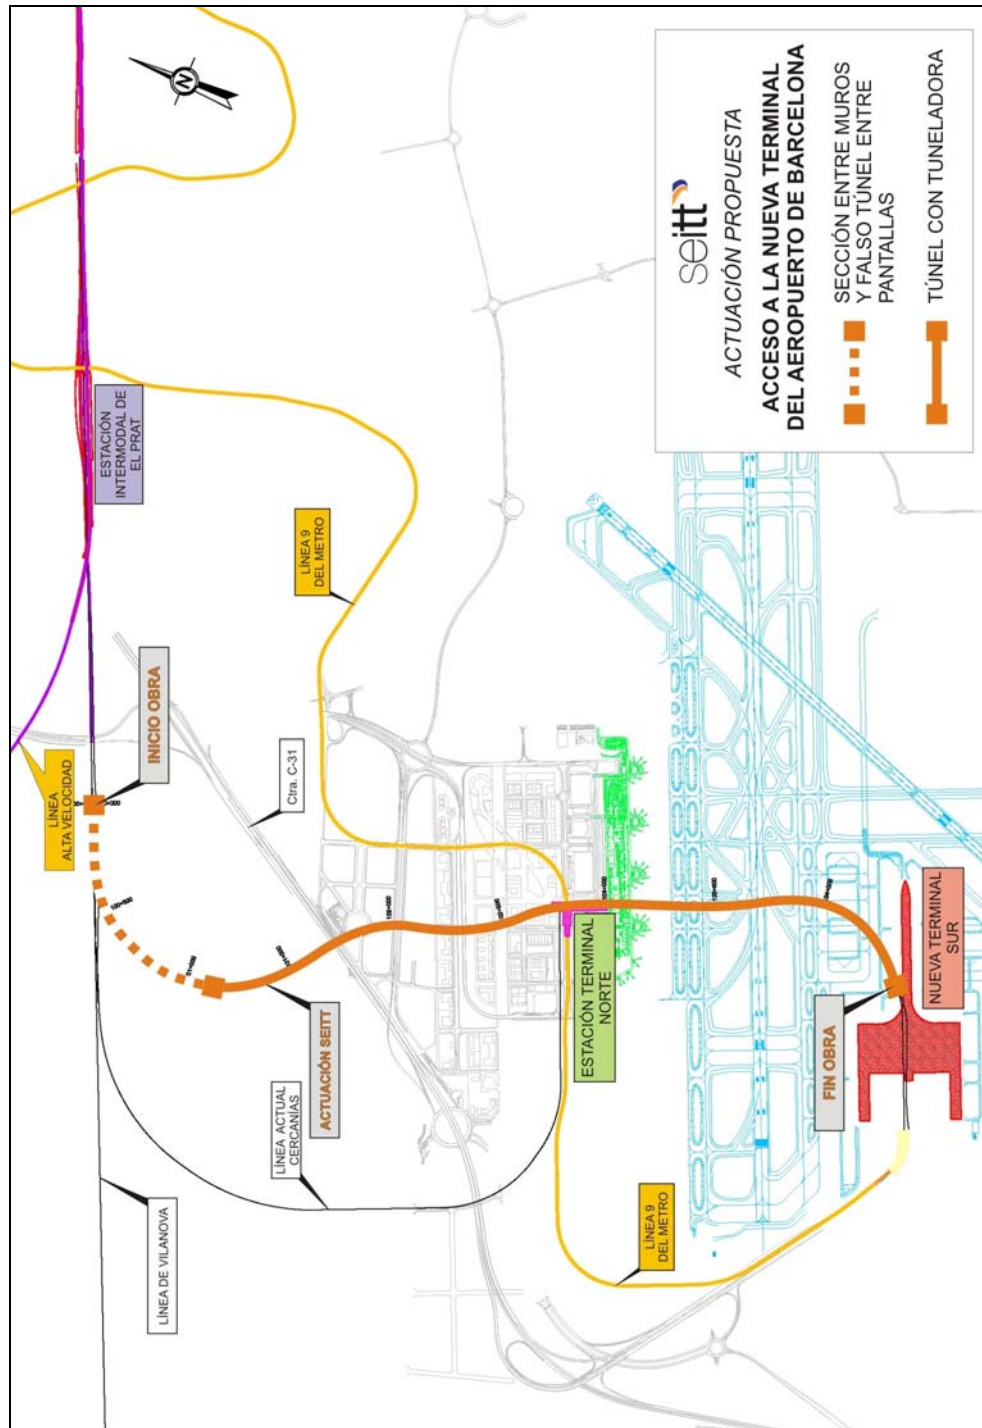 seitt
ACTUACIÓN PROPUESTA
ACCESO A LA NUEVA TERMINAL
DEL AEROPUERTO DE BARCELONA
SECCIÓN ENTRE MUROS
Y FALSO TÚNEL ENTRE
PANTALLAS
TÚNEL CON TUNELADORA
N
ESTACIÓN
INTERMODAL DE
EL PRAT
LÍNEA 9
DEL METRO
LÍNEA
ALTA VELOCIDAD
INICIO OBRA
Ctra. C-31
ACTUACIÓN SEITT
LÍNEA ACTUAL
CERCANÍAS
LÍNEA DE VILANOVA
ESTACIÓN TERMINAL
NORTE
LÍNEA 9
DEL METRO
FIN OBRA
NUEVA TERMINAL
SUR